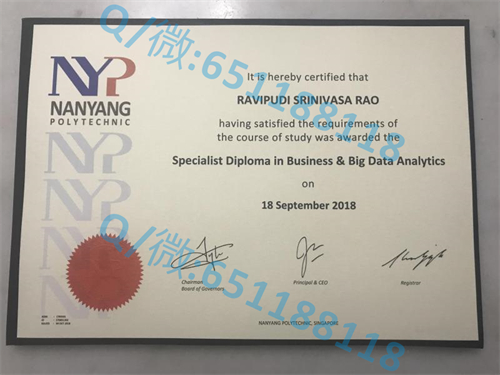 NYP
NANYANG
POLYTECHNIC
It is hereby certified that
RAVIPUDI SRINIVASA RAO
having satisfied the requirements of
the course of study was awarded the
Specialist Diploma in Business & Big Data Analytics
on
18 September 2018
Chairman
Board of Governors
Principal & CEO
Registrar
NANYANG POLYTECHNIC, SINGAPORE
Q/微:651188118
Q/微:651188118